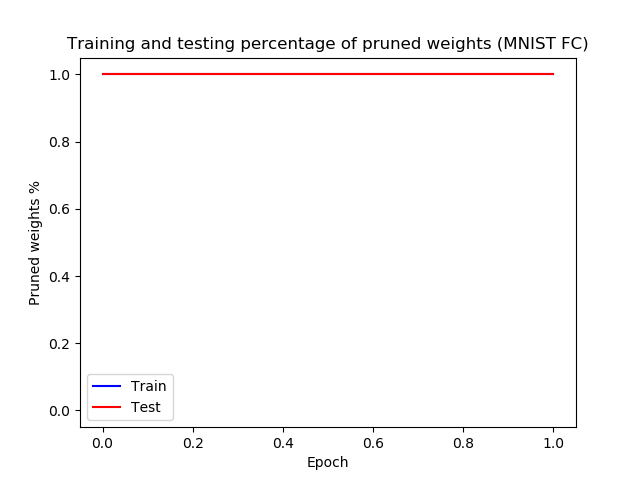 Training and testing percentage of pruned weights (MNIST FC)
1.0
0.8
0.6
0.4
0.2
0.0
Pruned weights %
Train
Test
0.0 0.2 0.4 0.6 0.8 1.0
Epoch